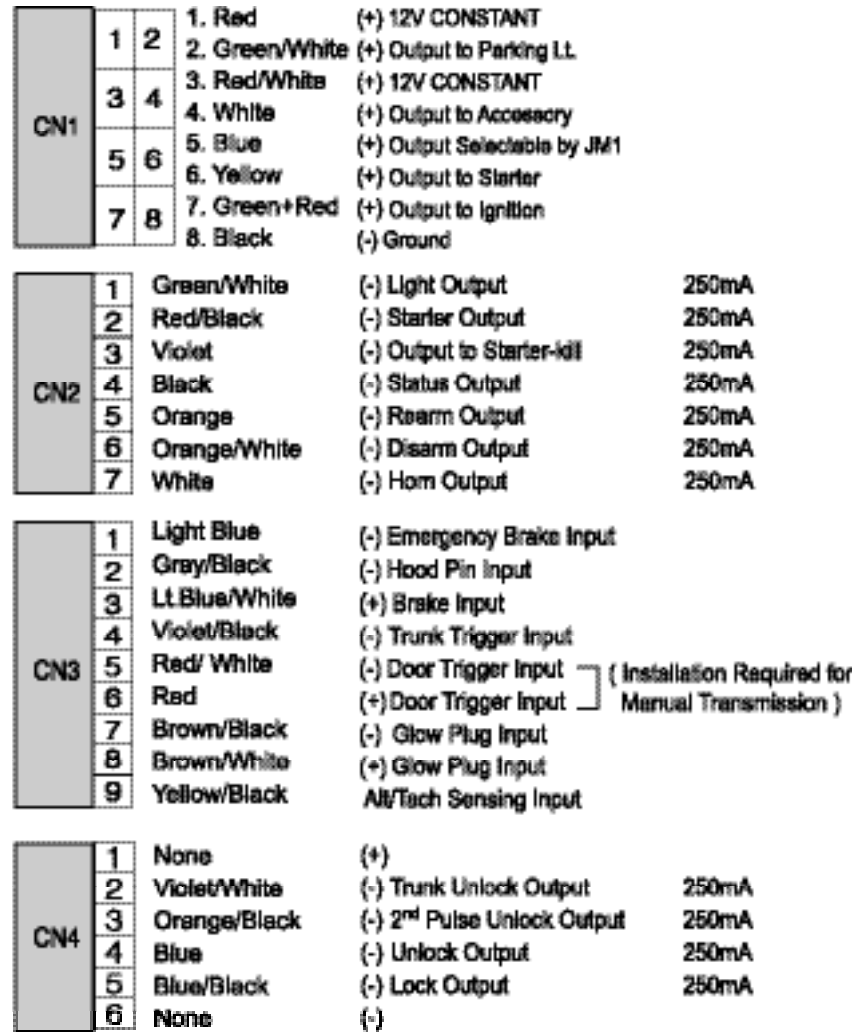 CN1
1 2
3 4
5 6
7 8
1. Red (+) 12V CONSTANT
2. Green/White (+) Output to Parking Lt.
3. Red/White (+) 12V CONSTANT
4. White (+) Output to Accessory
5. Blue (+) Output Selectable by JM1
6. Yellow (+) Output to Starter
7. Green+Red (+) Output to Ignition
8. Black (-) Ground
CN2
1 Green/White (-) Light Output 250mA
2 Red/Black (-) Starter Output 250mA
3 Violet (-) Output to Starter-kill 250mA
4 Black (-) Status Output 250mA
5 Orange (-) Rearm Output 250mA
6 Orange/White (-) Disarm Output 250mA
7 White (-) Horn Output 250mA
CN3
1 Light Blue (-) Emergency Brake Input
2 Gray/Black (-) Hood Pin Input
3 Lt.Blue/White (+) Brake Input
4 Violet/Black (-) Trunk Trigger Input
5 Red/ White (-) Door Trigger Input ( Installation Required for
6 Red (+) Door Trigger Input Manual Transmission )
7 Brown/Black (-) Glow Plug Input
8 Brown/White (+) Glow Plug Input
9 Yellow/Black Alt/Tach Sensing Input
CN4
1 None (+)
2 Violet/White (-) Trunk Unlock Output 250mA
3 Orange/Black (-) 2nd Pulse Unlock Output 250mA
4 Blue (-) Unlock Output 250mA
5 Blue/Black (-) Lock Output 250mA
6 None (-)